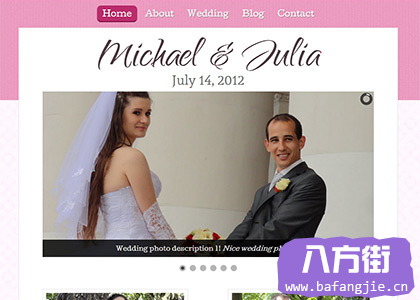 Home About Wedding Blog Contact
Michael & Julia
July 14, 2012
Wedding photo description 1! Nice wedding
八方街
www.bafangjie.cn